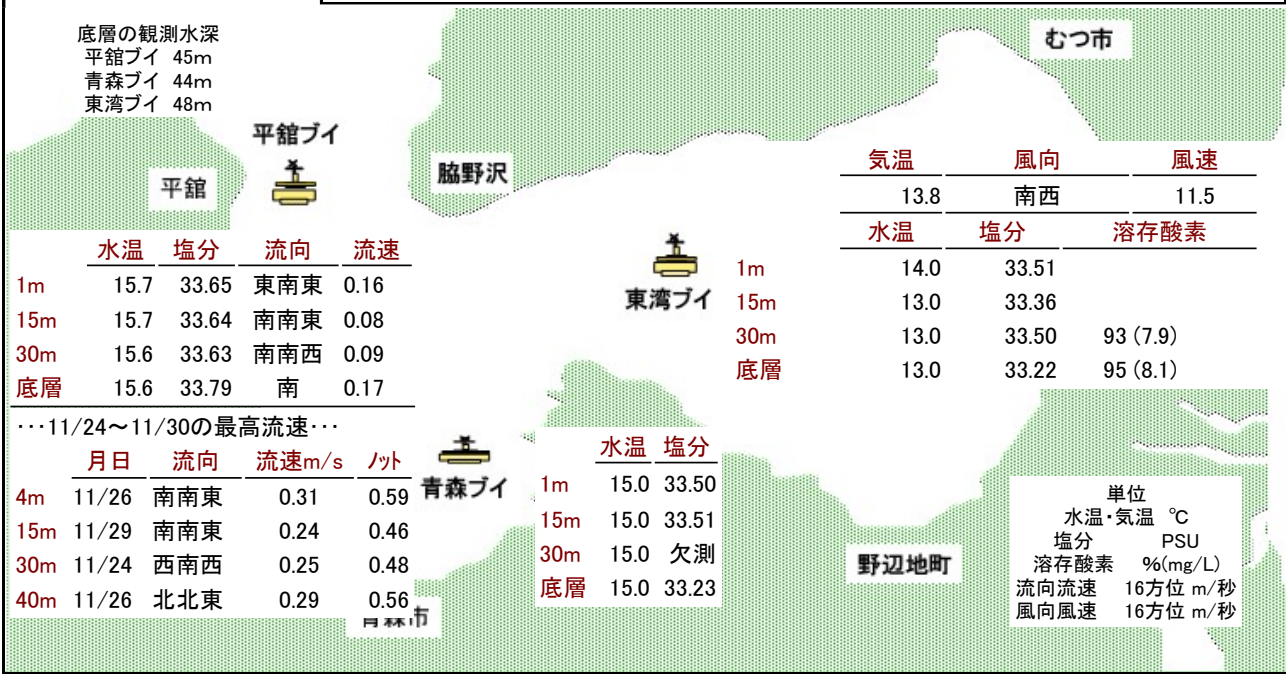 底層の観測水深
平舘ブイ 45m
青森ブイ 44m
東湾ブイ 48m
むつ市
平舘ブイ
脇野沢
平舘
気温 風向 風速
13.8 南西 11.5
水温 塩分 溶存酸素
1m 14.0 33.51
15m 13.0 33.36
30m 13.0 33.50 93 (7.9)
底層 13.0 33.22 95 (8.1)
東湾ブイ
水温 塩分 流向 流速
1m 15.7 33.65 東南東 0.16
15m 15.7 33.64 南南東 0.08
30m 15.6 33.63 南南西 0.09
底層 15.6 33.79 南 0.17
･･･11/24～11/30の最高流速･･･
月日 流向 流速m/s ﾉｯﾄ
4m 11/26 南南東 0.31 0.59
15m 11/29 南南東 0.24 0.46
30m 11/24 西南西 0.25 0.48
40m 11/26 北北東 0.29 0.56
青森ブイ
水温 塩分
1m 15.0 33.50
15m 15.0 33.51
30m 15.0 欠測
底層 15.0 33.23
青森市
野辺地町
単位
水温･気温 ℃
塩分 PSU
溶存酸素 %(mg/L)
流向流速 16方位 m/秒
風向風速 16方位 m/秒